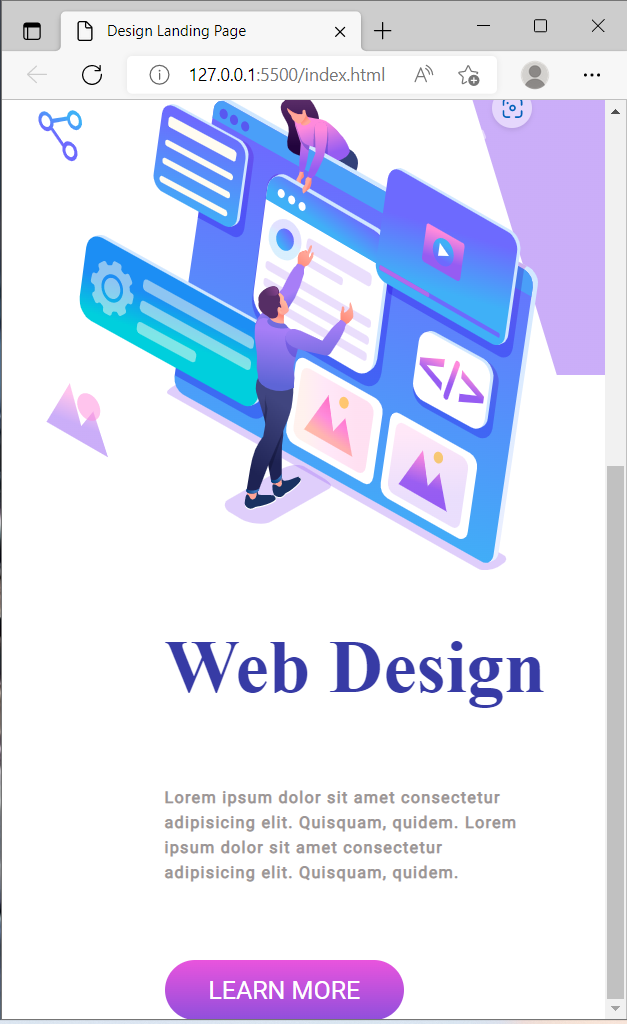 Design Landing Page
127.0.0.1:5500/index.html
</>
Web Design
Lorem ipsum dolor sit amet consectetur
adipisicing elit. Quisquam, quidem. Lorem
ipsum dolor sit amet consectetur
adipisicing elit. Quisquam, quidem.
LEARN MORE